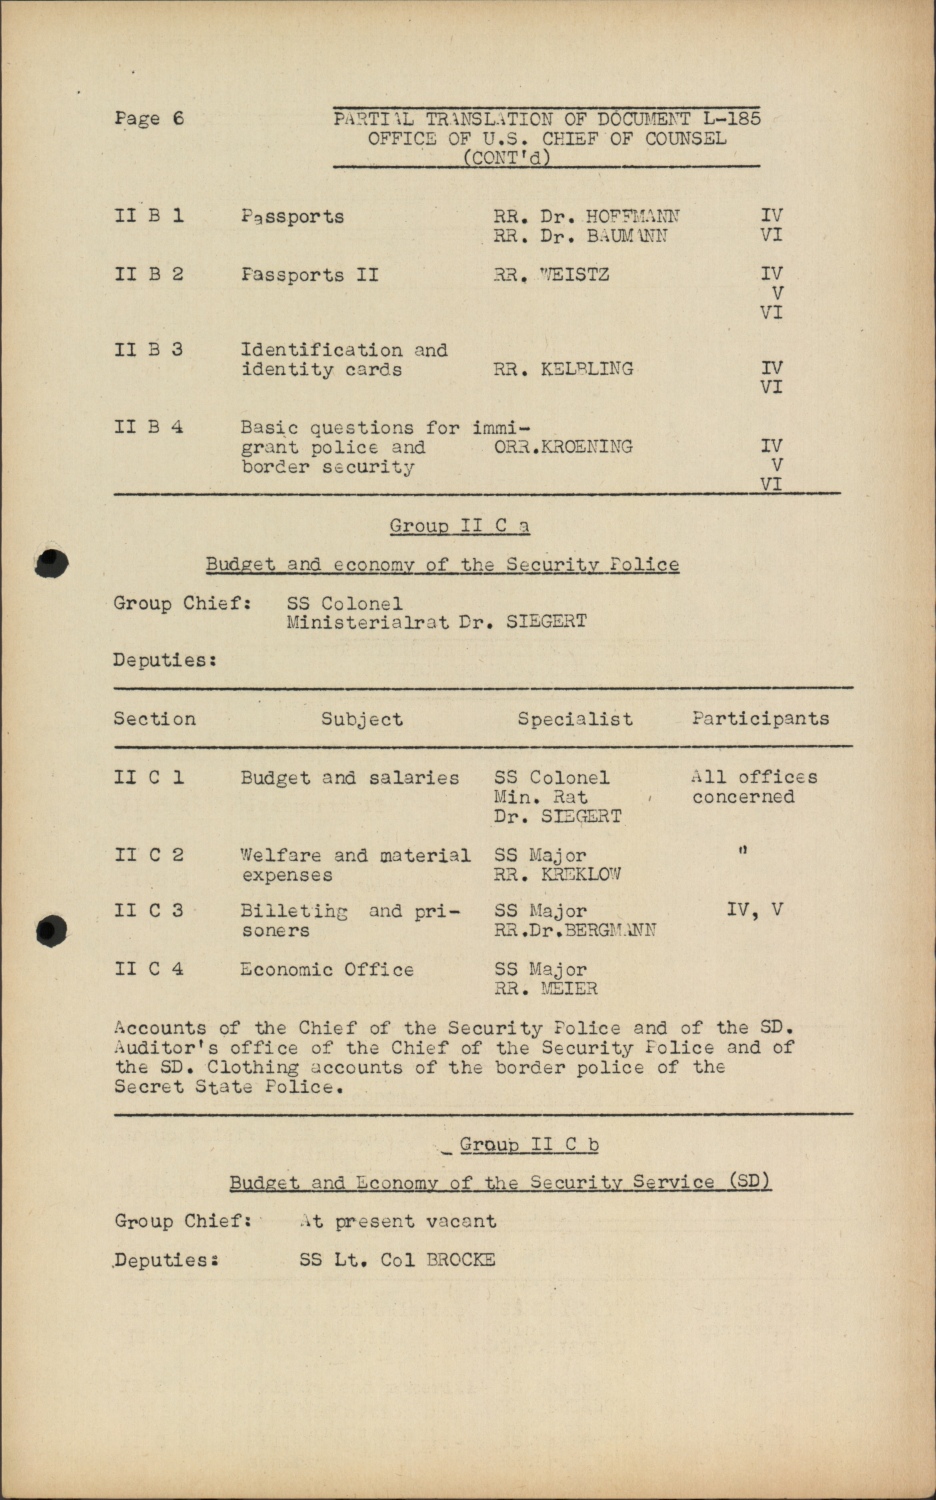 Page 6
PARTIAL TRANSLATION OF DOCUMENT L-185
OFFICE OF U.S. CHIEF OF COUNSEL
(CONT'd)
II B 1 Passports RR. Dr. HOFFMANN IV
RR. Dr. BAUMANN VI
II B 2 Passports II RR. WEISTZ IV
V
VI
II B 3 Identification and
identity cards RR. KELBLING IV
VI
II B 4 Basic questions for immi-
grant police and ORR.KROENING IV
border security V
VI
Group II C a
Budget and economy of the Security Police
Group Chief: SS Colonel
Ministerialrat Dr. SIEGERT
Deputies:
Section Subject Specialist Participants
II C 1 Budget and salaries SS Colonel All offices
Min. Rat concerned
Dr. SIEGERT
II C 2 Welfare and material SS Major "
expenses RR. KREKLOW
II C 3 Billetihg and pri- SS Major IV, V
soners RR.Dr.BERGMANN
II C 4 Economic Office SS Major
RR. MEIER
Accounts of the Chief of the Security Police and of the SD.
Auditor's office of the Chief of the Security Police and of
the SD. Clothing accounts of the border police of the
Secret State Police.
Group II C b
Budget and Economy of the Security Service (SD)
Group Chief: At present vacant
Deputies: SS Lt. Col BROCKE